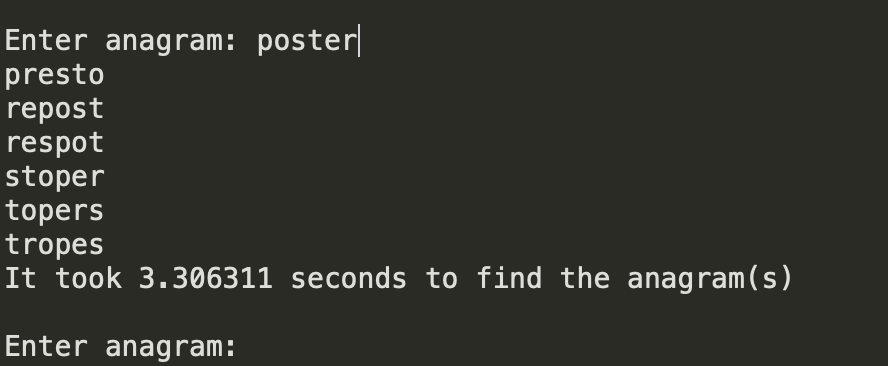 Enter anagram: poster
presto
repost
respot
stoper
topers
tropes
It took 3.306311 seconds to find the anagram(s)
Enter anagram: